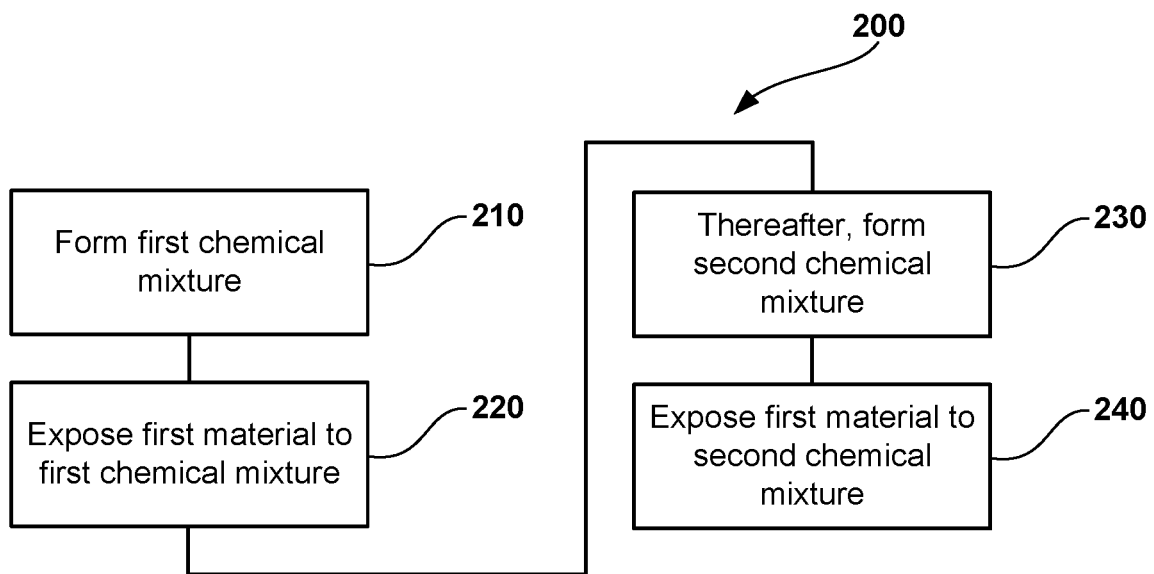 200
Form first chemical
mixture
210
Expose first material to
first chemical mixture
220
Thereafter, form
second chemical
mixture
230
Expose first material to
second chemical
mixture
240